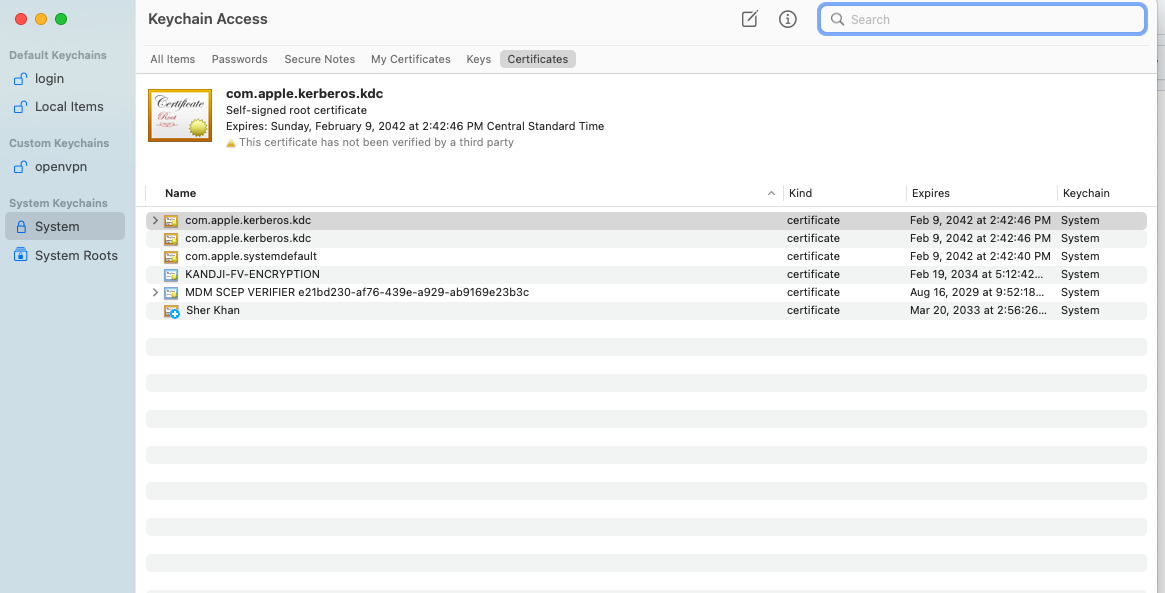 Keychain Access
Search
Default Keychains
login
Local Items
Custom Keychains
openvpn
System Keychains
System
System Roots
All Items Passwords Secure Notes My Certificates Keys Certificates
Certificate
Root
com.apple.kerberos.kdc
Self-signed root certificate
Expires: Sunday, February 9, 2042 at 2:42:46 PM Central Standard Time
This certificate has not been verified by a third party
Name Kind Expires Keychain
com.apple.kerberos.kdc certificate Feb 9, 2042 at 2:42:46 PM System
com.apple.kerberos.kdc certificate Feb 9, 2042 at 2:42:46 PM System
com.apple.systemdefault certificate Feb 9, 2042 at 2:42:40 PM System
KANDJI-FV-ENCRYPTION certificate Feb 19, 2034 at 5:12:42... System
MDM SCEP VERIFIER e21bd230-af76-439e-a929-ab9169e23b3c certificate Aug 16, 2029 at 9:52:18... System
Sher Khan certificate Mar 20, 2033 at 2:56:26... System